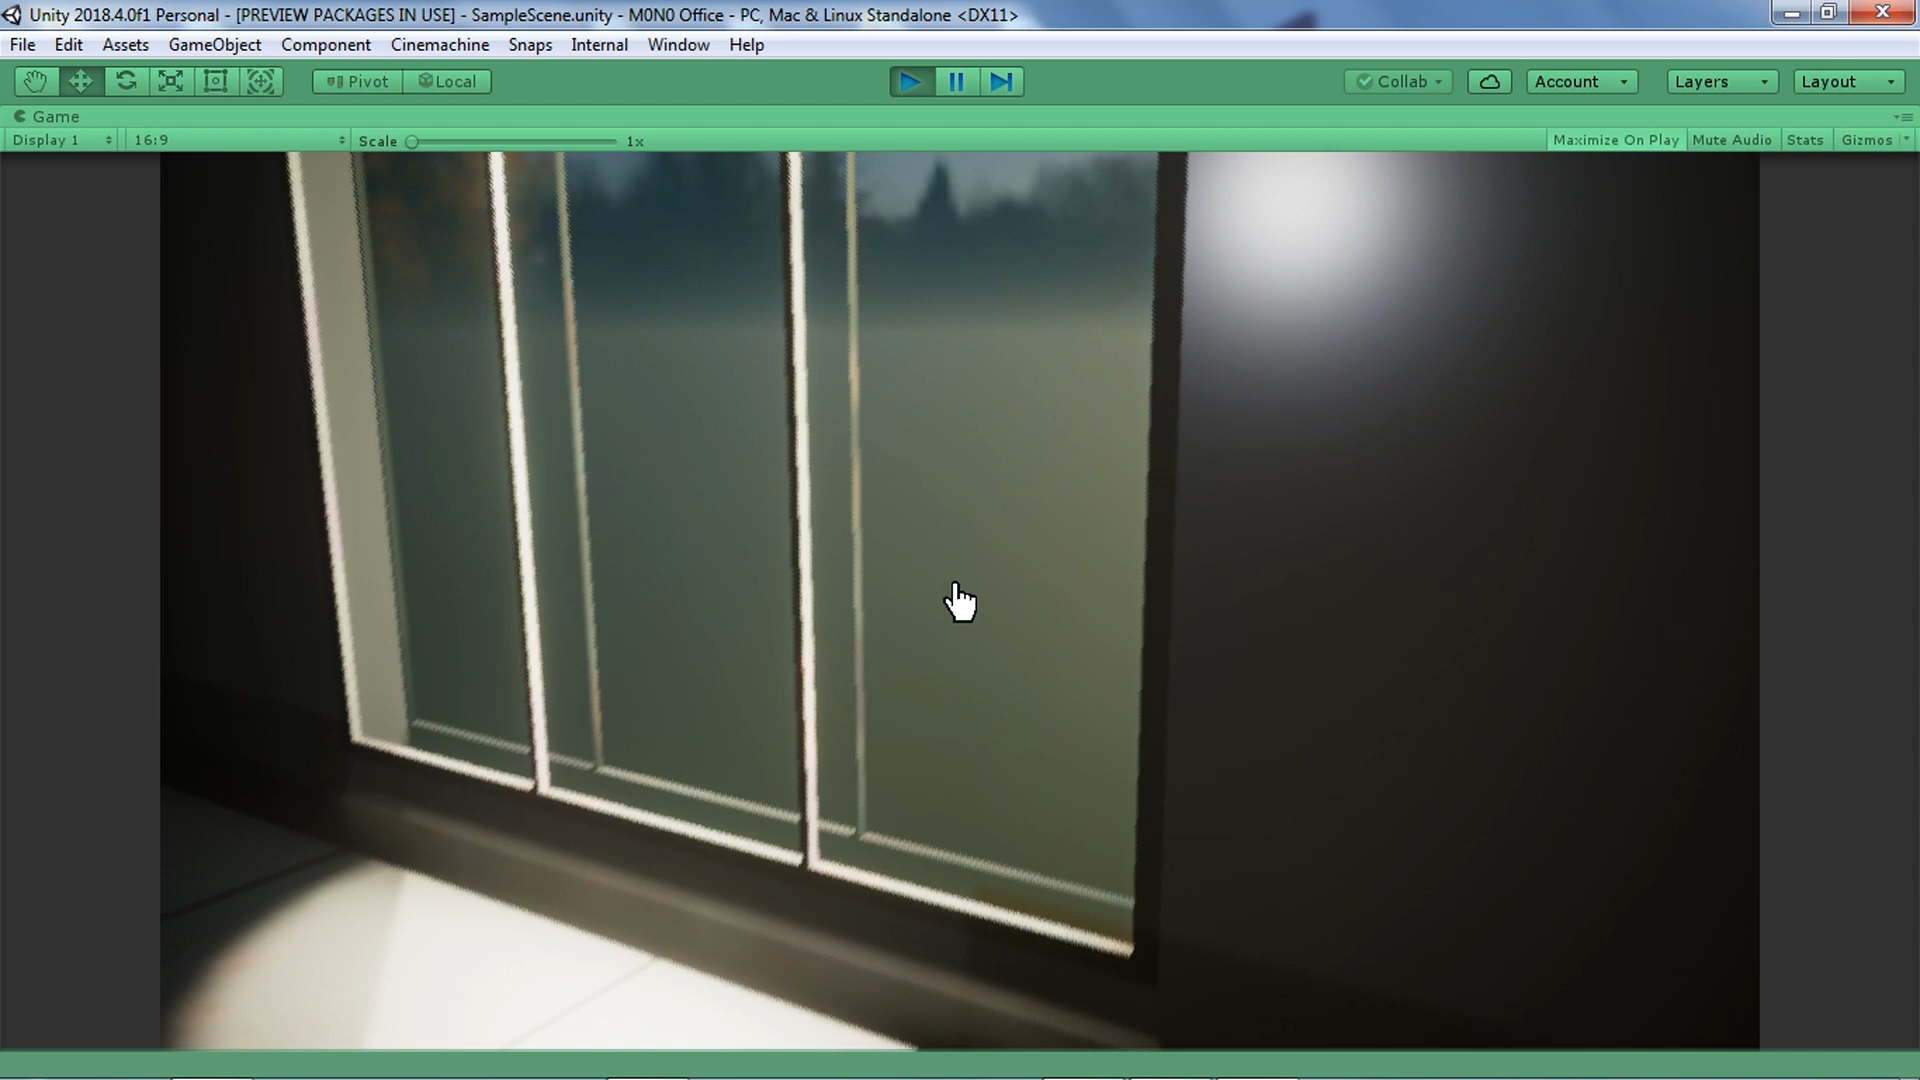 Unity 2018.4.0f1 Personal - [PREVIEW PACKAGES IN USE] - SampleScene.unity - M0N0 Office - PC, Mac & Linux Standalone <DX11>
File Edit Assets GameObject Component Cinemachine Snaps Internal Window Help
Pivot Local Collab Account Layers Layout
Game
Display 1 16:9 Scale 1x Maximize On Play Mute Audio Stats Gizmos